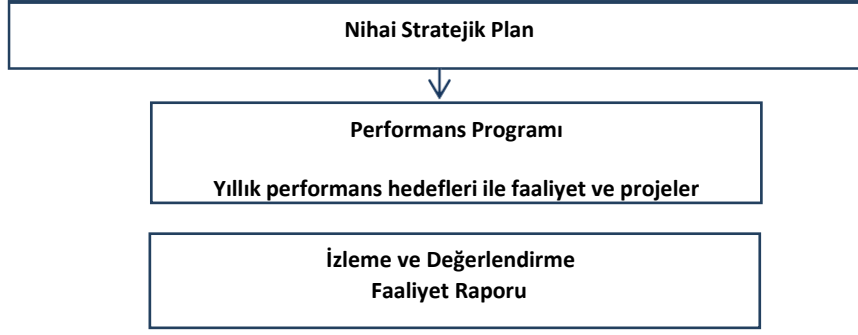 Nihai Stratejik Plan
Performans Programı
Yıllık performans hedefleri ile faaliyet ve projeler
İzleme ve Değerlendirme
Faaliyet Raporu